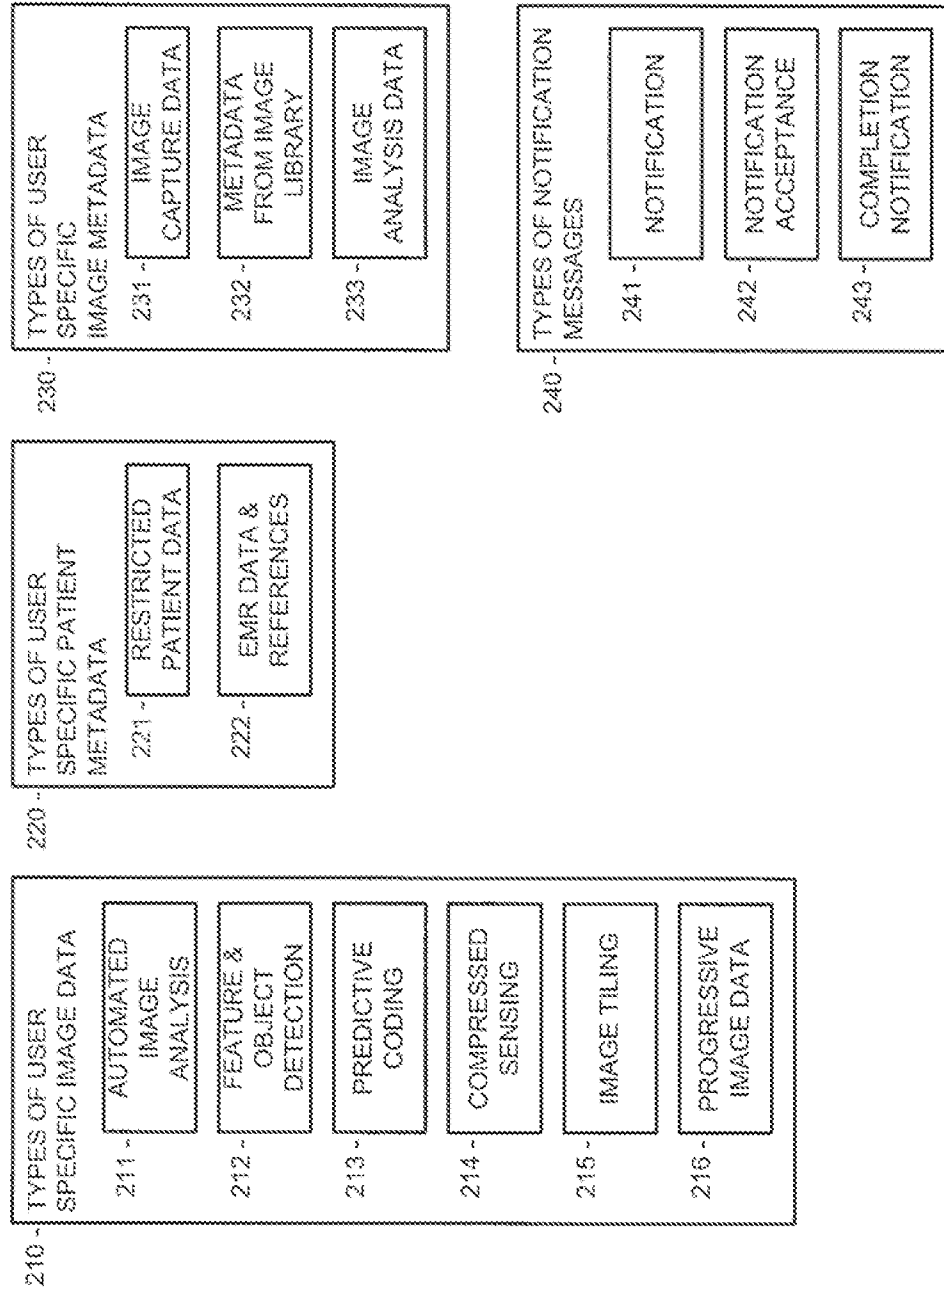 210 - TYPES OF USER
SPECIFIC IMAGE DATA
211 - AUTOMATED
IMAGE
ANALYSIS
212 - FEATURE &
OBJECT
DETECTION
213 - PREDICTIVE
CODING
214 - COMPRESSED
SENSING
215 - IMAGE TILING
216 - PROGRESSIVE
IMAGE DATA
220 - TYPES OF USER
SPECIFIC PATIENT
METADATA
221 - RESTRICTED
PATIENT DATA
222 - EMR DATA &
REFERENCES
230 - TYPES OF USER
SPECIFIC
IMAGE METADATA
231 - IMAGE
CAPTURE DATA
232 - METADATA
FROM IMAGE
LIBRARY
233 - IMAGE
ANALYSIS DATA
240 - TYPES OF NOTIFICATION
MESSAGES
241 - NOTIFICATION
242 - NOTIFICATION
ACCEPTANCE
243 - COMPLETION
NOTIFICATION